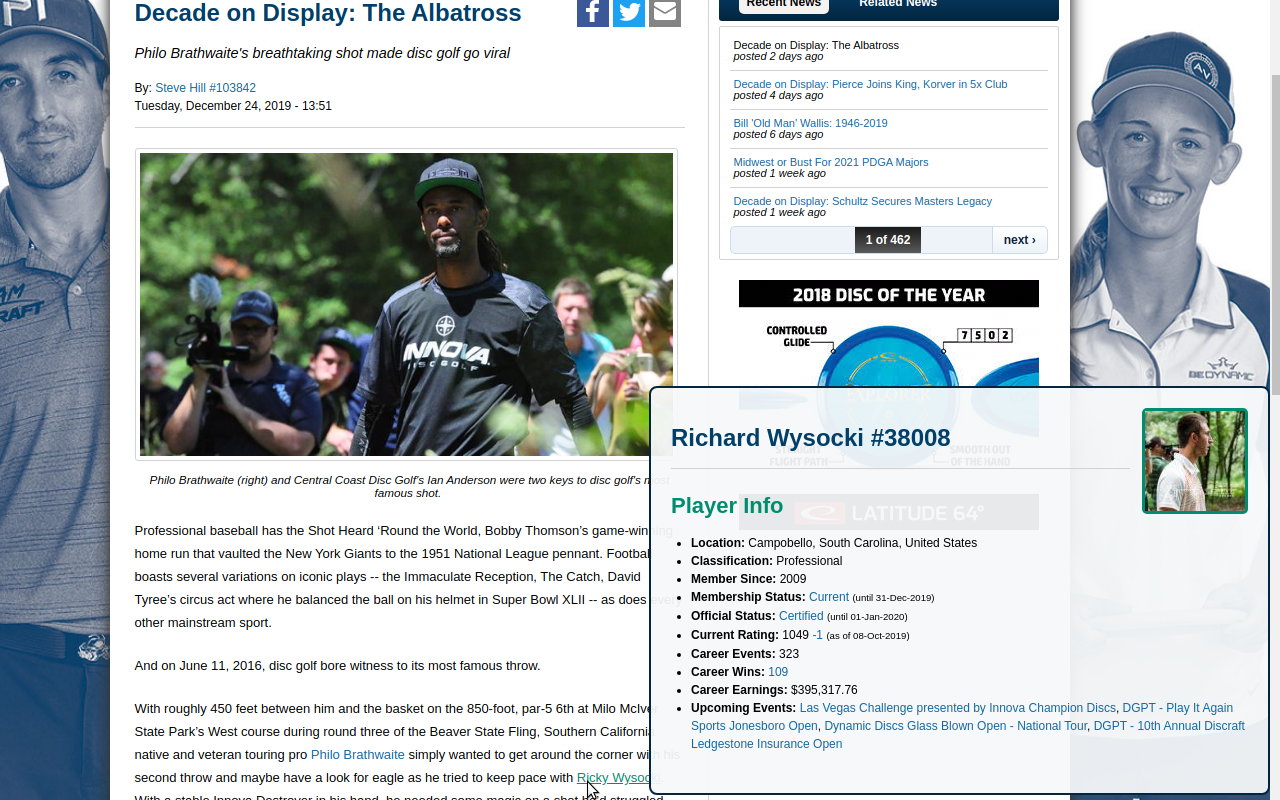 Decade on Display: The Albatross
Philo Brathwaite's breathtaking shot made disc golf go viral
By: Steve Hill #103842
Tuesday, December 24, 2019 - 13:51
INNOVA
DISC GOLF
Philo Brathwaite (right) and Central Coast Disc Golf's Ian Anderson were two keys to disc golf's most
famous shot.
Professional baseball has the Shot Heard ‘Round the World, Bobby Thomson’s game-winning
home run that vaulted the New York Giants to the 1951 National League pennant. Football
boasts several variations on iconic plays -- the Immaculate Reception, The Catch, David
Tyree’s circus act where he balanced the ball on his helmet in Super Bowl XLII -- as does every
other mainstream sport.
And on June 11, 2016, disc golf bore witness to its most famous throw.
With roughly 450 feet between him and the basket on the 850-foot, par-5 6th at Milo McIver
State Park’s West course during round three of the Beaver State Fling, Southern California
native and veteran touring pro Philo Brathwaite simply wanted to get around the corner with his
second throw and maybe have a look for eagle as he tried to keep pace with Ricky Wysocki.
With a stable Innova Destroyer in his hand, he needed some magic on a shot he'd struggled
Recent News
Related News
Decade on Display: The Albatross
posted 2 days ago
Decade on Display: Pierce Joins King, Korver in 5x Club
posted 4 days ago
Bill 'Old Man' Wallis: 1946-2019
posted 6 days ago
Midwest or Bust For 2021 PDGA Majors
posted 1 week ago
Decade on Display: Schultz Secures Masters Legacy
posted 1 week ago
1 of 462
next ›
2018 DISC OF THE YEAR
CONTROLLED
GLIDE
7 5 0 2
EXPLORER
STRAIGHT
FLIGHT PATH
SMOOTH OUT
OF THE HAND
LATITUDE 64°
BE DYNAMIC
Richard Wysocki #38008
Player Info
Location: Campobello, South Carolina, United States
Classification: Professional
Member Since: 2009
Membership Status: Current (until 31-Dec-2019)
Official Status: Certified (until 01-Jan-2020)
Current Rating: 1049 -1 (as of 08-Oct-2019)
Career Events: 323
Career Wins: 109
Career Earnings: $395,317.76
Upcoming Events: Las Vegas Challenge presented by Innova Champion Discs, DGPT - Play It Again
Sports Jonesboro Open, Dynamic Discs Glass Blown Open - National Tour, DGPT - 10th Annual Discraft
Ledgestone Insurance Open